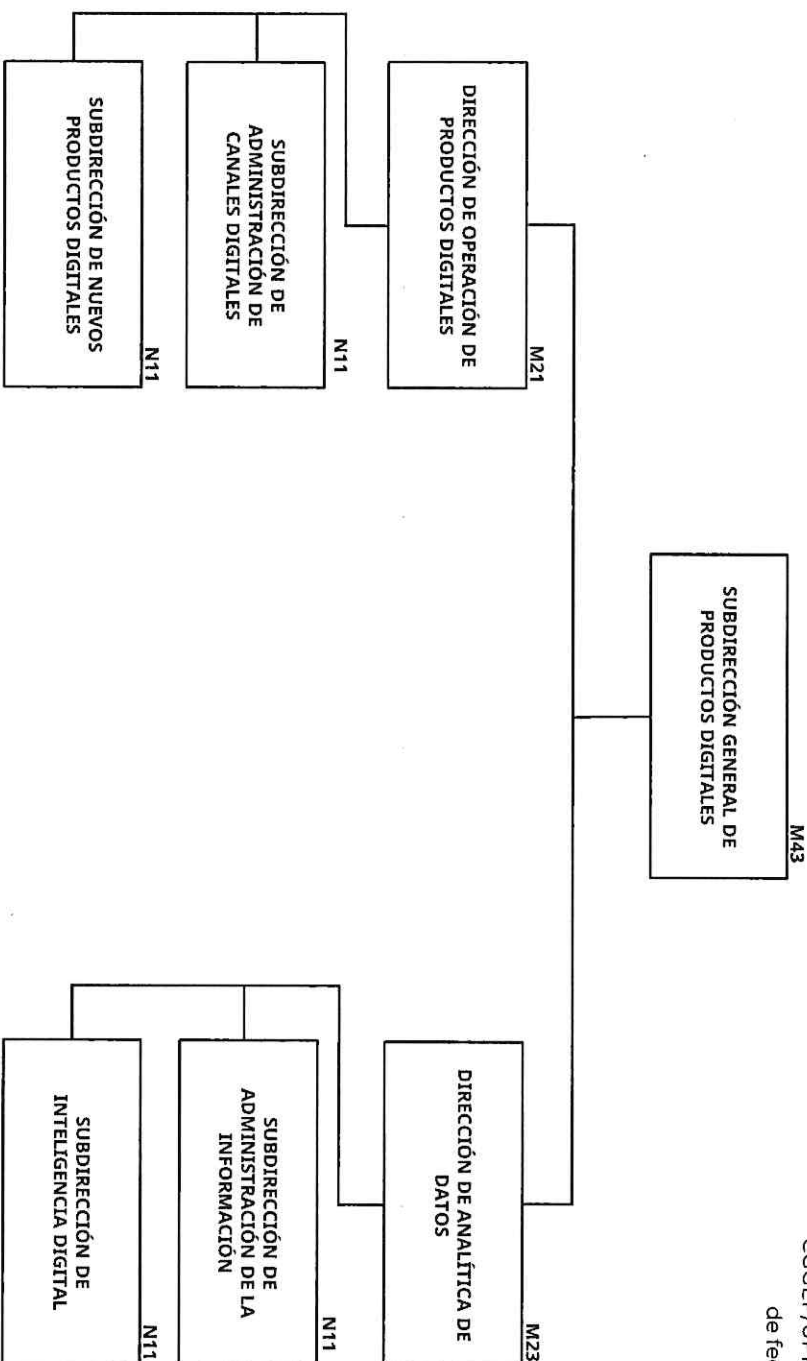 de fe
M43
SUBDIRECCIÓN GENERAL DE
PRODUCTOS DIGITALES
M21
DIRECCIÓN DE OPERACIÓN DE
PRODUCTOS DIGITALES
N11
SUBDIRECCIÓN DE
ADMINISTRACIÓN DE
CANALES DIGITALES
N11
SUBDIRECCIÓN DE NUEVOS
PRODUCTOS DIGITALES
M23
DIRECCIÓN DE ANALÍTICA DE
DATOS
N11
SUBDIRECCIÓN DE
ADMINISTRACIÓN DE LA
INFORMACIÓN
N11
SUBDIRECCIÓN DE
INTELIGENCIA DIGITAL